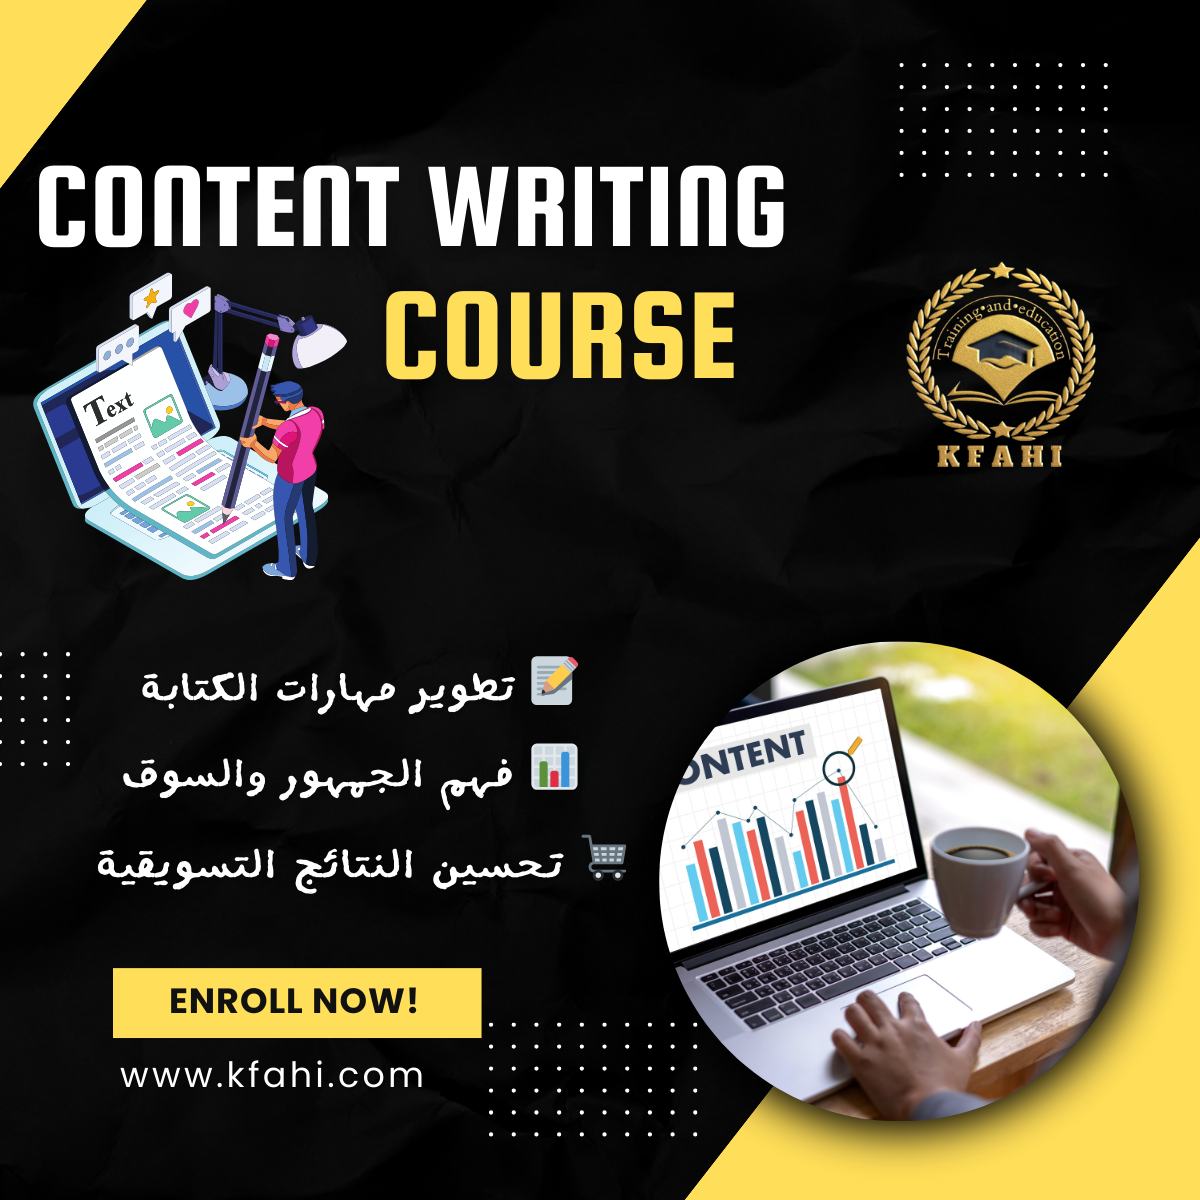 CONTENT WRITING
COURSE
Text
Training and education
KFAHI
تطوير مهارات الكتابة
فهم الجمهور والسوق
تحسين النتائج التسويقية
ONTENT
ENROLL NOW!
www.kfahi.com